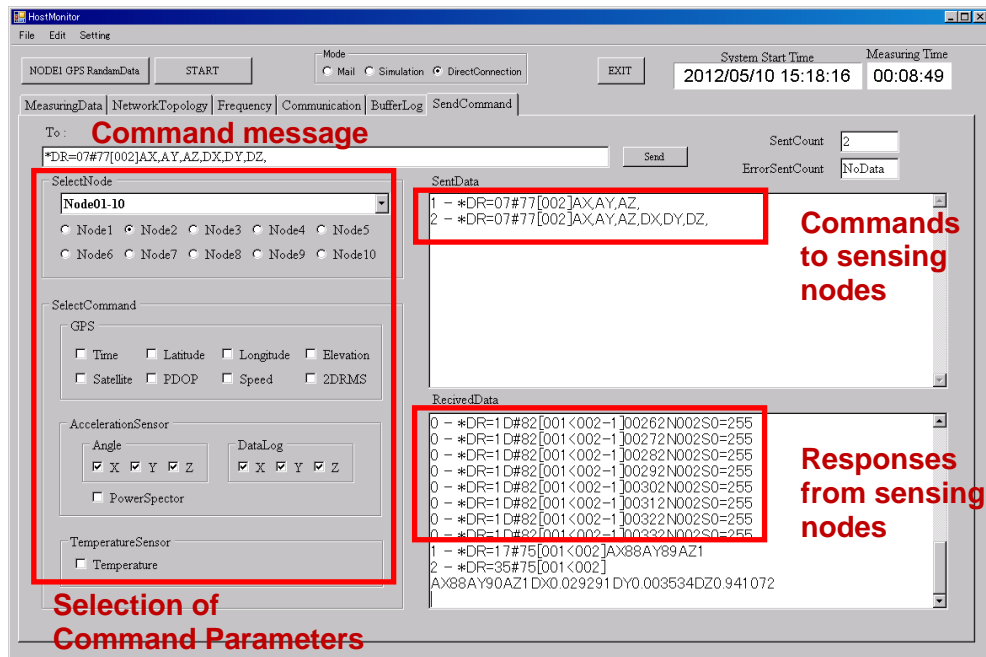 HostMonitor
File Edit Setting
NODE1 GPS RandamData START
Mode
Mail Simulation DirectConnection
EXIT
System Start Time
2012/05/10 15:18:16
Measuring Time
00:08:49
MeasuringData NetworkTopology Frequency Communication BufferLog SendCommand
To :
Command message
*DR=07#77[002]AX,AY,AZ,DX,DY,DZ,
Send
SentCount 2
ErrorSentCount NoData
SelectNode
Node01-10
Node1 Node2 Node3 Node4 Node5
Node6 Node7 Node8 Node9 Node10
SelectCommand
GPS
Time Latitude Longitude Elevation
Satellite PDOP Speed 2DRMS
AccelerationSensor
Angle
X Y Z
DataLog
X Y Z
PowerSpector
TemperatureSensor
Temperature
Selection of
Command Parameters
SentData
1 - *DR=07#77[002]AX,AY,AZ,
2 - *DR=07#77[002]AX,AY,AZ,DX,DY,DZ,
Commands
to sensing
nodes
RecivedData
0 - *DR=1D#82[001<002-1]00262N002S0=255
0 - *DR=1D#82[001<002-1]00272N002S0=255
0 - *DR=1D#82[001<002-1]00282N002S0=255
0 - *DR=1D#82[001<002-1]00292N002S0=255
0 - *DR=1D#82[001<002-1]00302N002S0=255
0 - *DR=1D#82[001<002-1]00312N002S0=255
0 - *DR=1D#82[001<002-1]00322N002S0=255
0 - *DR=1D#82[001<002-1]00332N002S0=255
1 - *DR=17#75[001<002]AX88AY89AZ1
2 - *DR=35#75[001<002]
AX88AY90AZ1DX0.029291DY0.003534DZ0.941072
Responses
from sensing
nodes